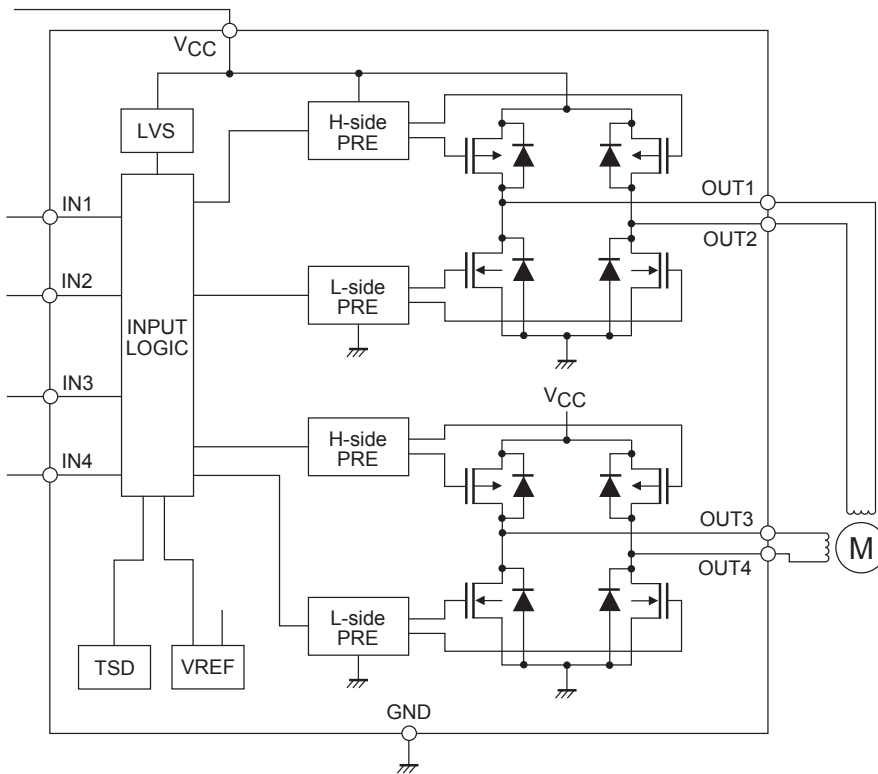 VCC
LVS
H-side
PRE
IN1
OUT1
OUT2
IN2
L-side
PRE
INPUT
LOGIC
IN3
VCC
H-side
PRE
IN4
OUT3
M
OUT4
L-side
PRE
TSD
VREF
GND